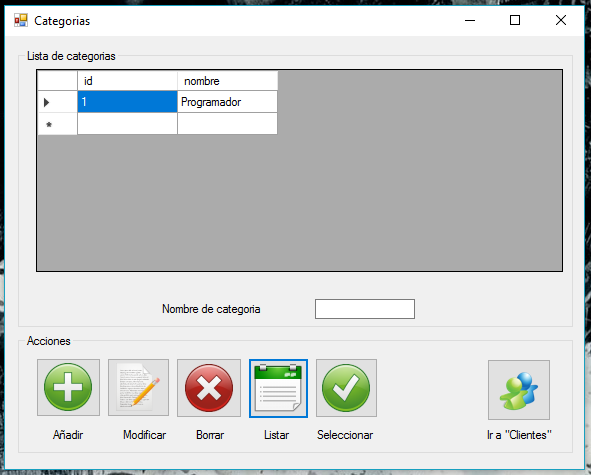 Categorias
Lista de categorias
id nombre
1 Programador
*
Nombre de categoria
Acciones
Añadir Modificar Borrar Listar Seleccionar Ir a "Clientes"